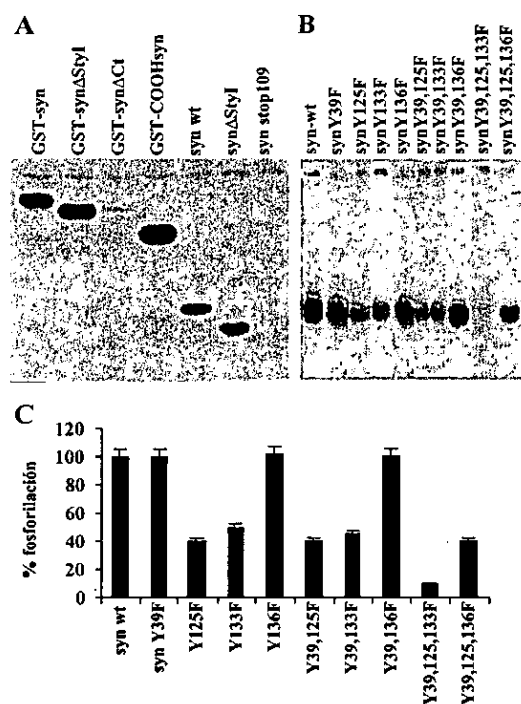 A
GST-syn
GST-synΔStyI
GST-synΔCt
GST-COOHsyn
syn wt
synΔStyI
syn stop109
B
syn-wt
synY39F
synY125F
synY133F
synY136F
synY39,125F
synY39,133F
synY39,136F
synY39,125,133F
synY39,125,136F
C
% fosforilación
120
100
80
60
40
20
0
syn wt
syn Y39F
Y125F
Y133F
Y136F
Y39,125F
Y39,133F
Y39,136F
Y39,125,133F
Y39,125,136F